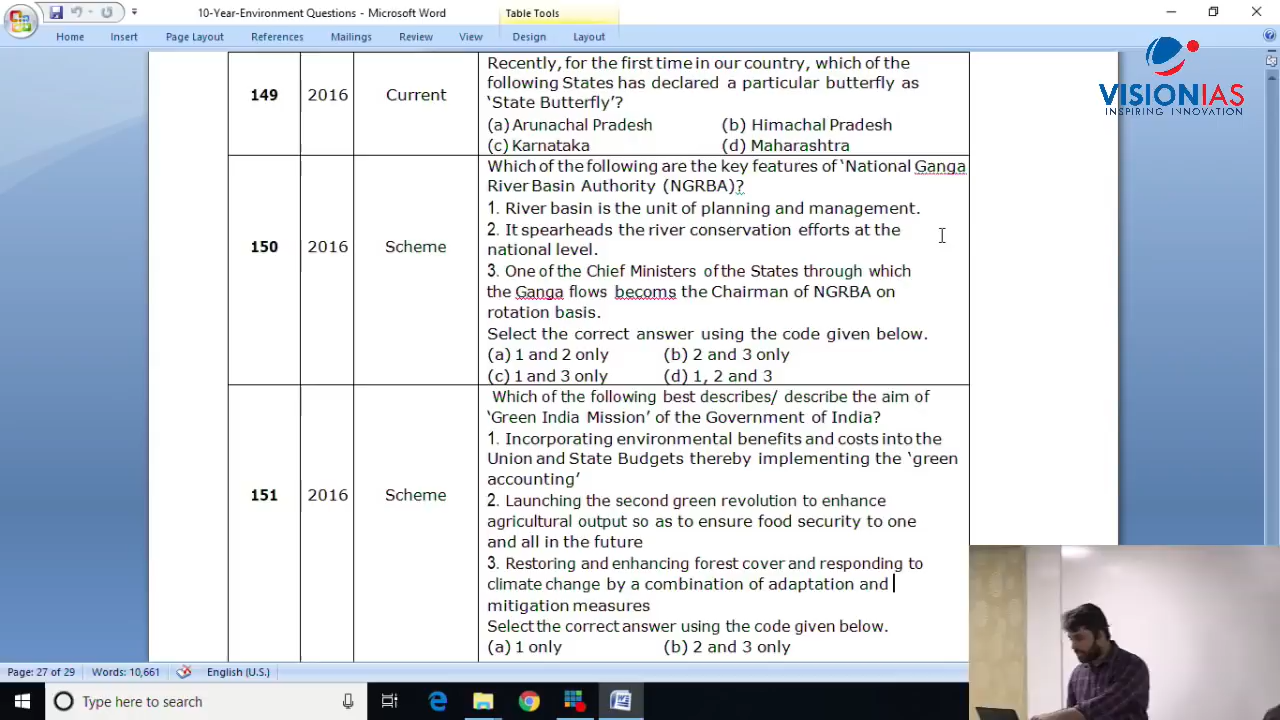 10-Year-Environment Questions - Microsoft Word
Table Tools
Home Insert Page Layout References Mailings Review View Design Layout
VISIONIAS
INSPIRING INNOVATION
149 2016 Current
Recently, for the first time in our country, which of the
following States has declared a particular butterfly as
‘State Butterfly’?
(a) Arunachal Pradesh (b) Himachal Pradesh
(c) Karnataka (d) Maharashtra
150 2016 Scheme
Which of the following are the key features of ‘National Ganga
River Basin Authority (NGRBA)?
1. River basin is the unit of planning and management.
2. It spearheads the river conservation efforts at the
national level.
3. One of the Chief Ministers of the States through which
the Ganga flows becoms the Chairman of NGRBA on
rotation basis.
Select the correct answer using the code given below.
(a) 1 and 2 only (b) 2 and 3 only
(c) 1 and 3 only (d) 1, 2 and 3
151 2016 Scheme
Which of the following best describes/ describe the aim of
‘Green India Mission’ of the Government of India?
1. Incorporating environmental benefits and costs into the
Union and State Budgets thereby implementing the ‘green
accounting’
2. Launching the second green revolution to enhance
agricultural output so as to ensure food security to one
and all in the future
3. Restoring and enhancing forest cover and responding to
climate change by a combination of adaptation and
mitigation measures
Select the correct answer using the code given below.
(a) 1 only (b) 2 and 3 only
Page: 27 of 29 Words: 10,661 English (U.S.)
Type here to search